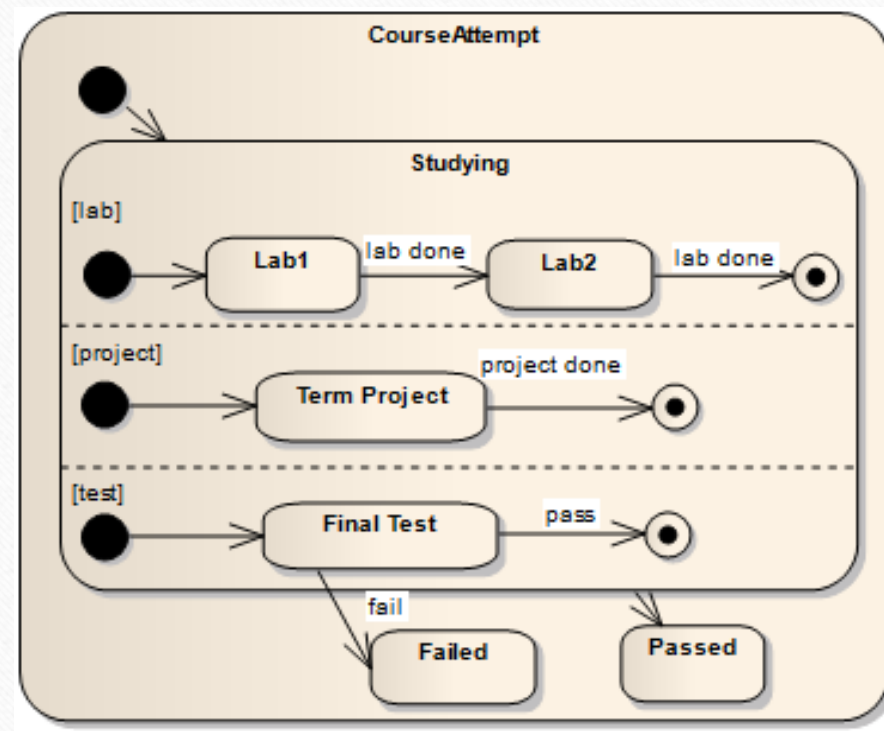 CourseAttempt
Studying
[lab]
Lab1
lab done
Lab2
lab done
[project]
Term Project
project done
[test]
Final Test
pass
fail
Failed
Passed